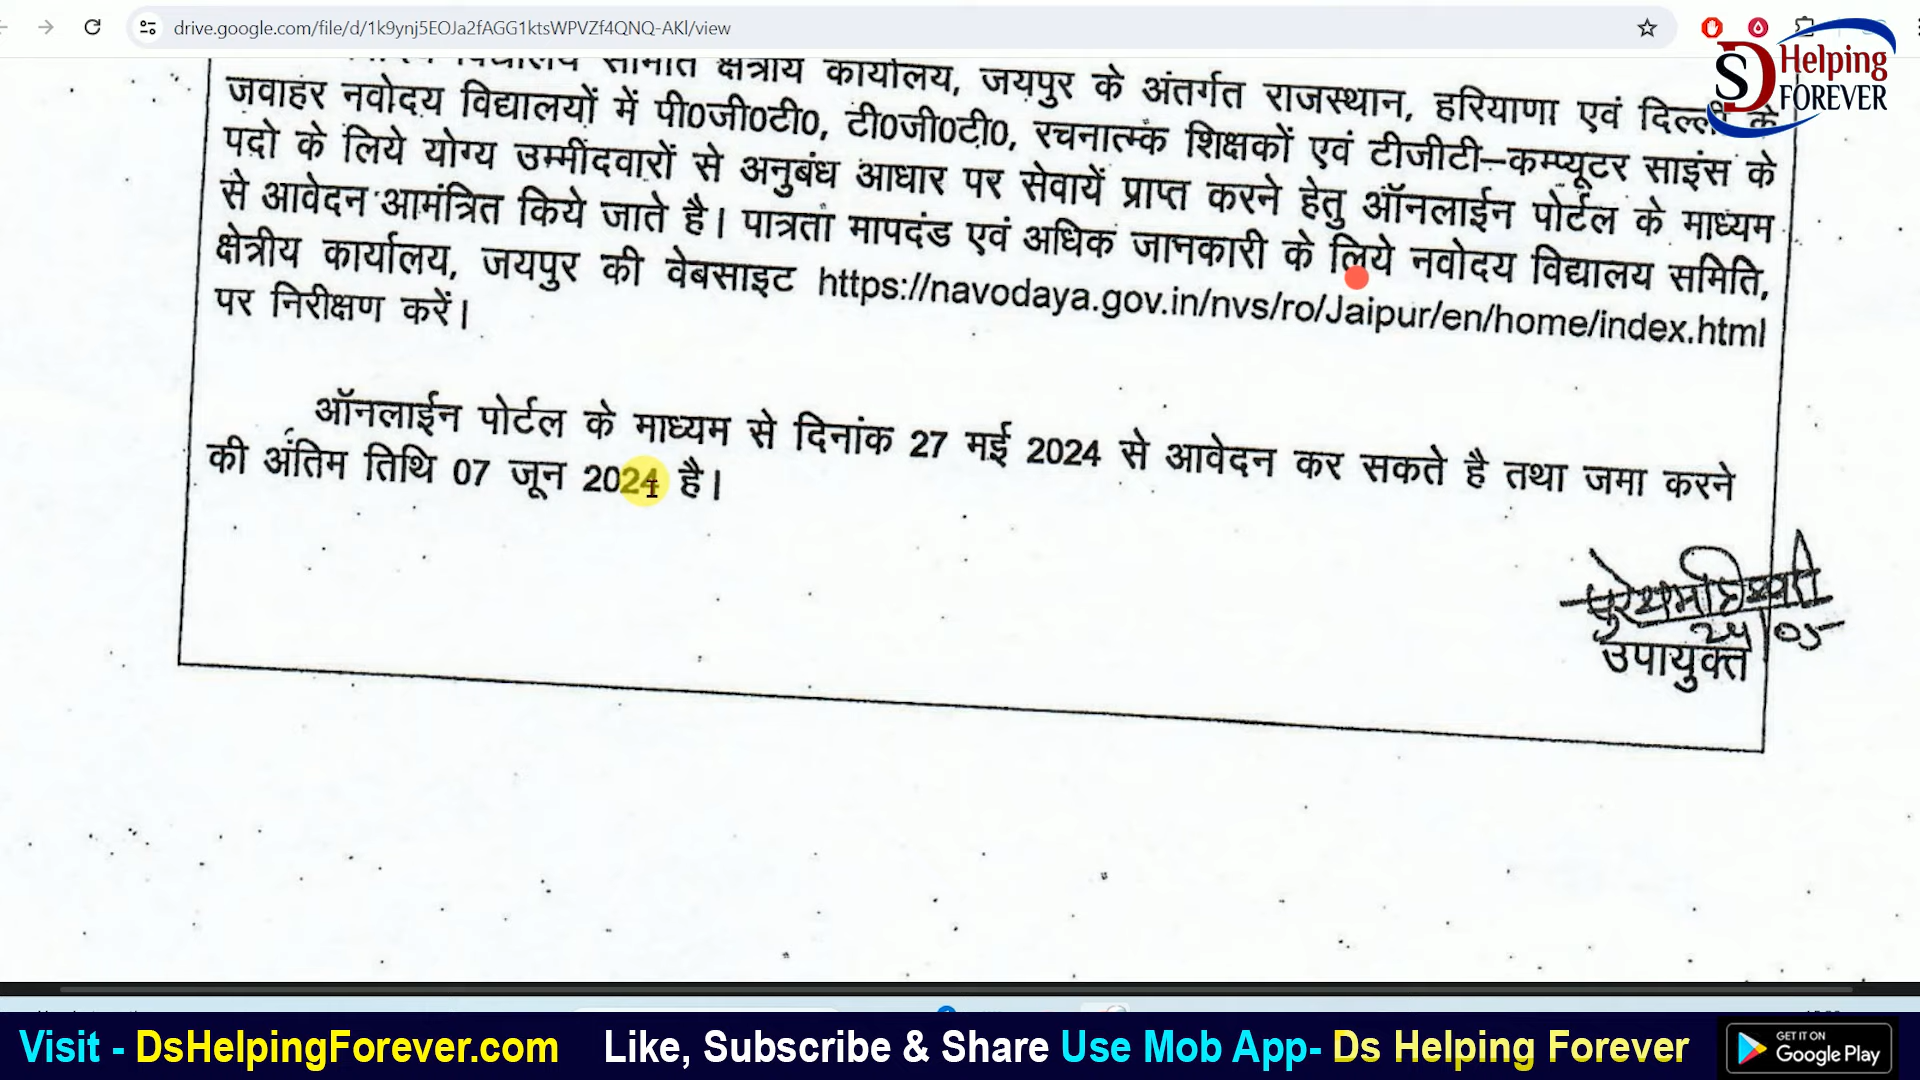 drive.google.com/file/d/1k9ynj5EOJa2fAGG1ktsWPVZf4QNQ-AKl/view
SD Helping
FOREVER
विद्यालय समिति क्षेत्रीय कार्यालय, जयपुर के अंतर्गत राजस्थान, हरियाणा एवं दिल्ली के
जवाहर नवोदय विद्यालयों में पी0जी0टी0, टी0जी0टी0, रचनात्मक शिक्षकों एवं टीजीटी–कम्प्यूटर साइंस के
पदो के लिये योग्य उम्मीदवारों से अनुबंध आधार पर सेवायें प्राप्त करने हेतु ऑनलाईन पोर्टल के माध्यम
से आवेदन आमंत्रित किये जाते है। पात्रता मापदंड एवं अधिक जानकारी के लिये नवोदय विद्यालय समिति,
क्षेत्रीय कार्यालय, जयपुर की वेबसाइट https://navodaya.gov.in/nvs/ro/Jaipur/en/home/index.html
पर निरीक्षण करें।
ऑनलाईन पोर्टल के माध्यम से दिनांक 27 मई 2024 से आवेदन कर सकते है तथा जमा करने
की अंतिम तिथि 07 जून 2024 है।
उपायुक्त
Visit - DsHelpingForever.com Like, Subscribe & Share Use Mob App- Ds Helping Forever
GET IT ON
Google Play